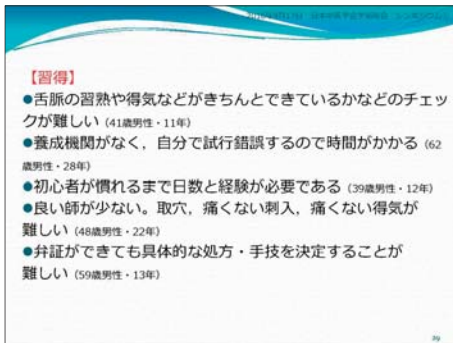 【習得】
●舌脈の習熟や得気などがきちんとできているかなどのチェッ
クが難しい（41歳男性・11年）
●養成機関がなく，自分で試行錯誤するので時間がかかる（62
歳男性・28年）
●初心者が慣れるまで日数と経験が必要である（39歳男性・12年）
●良い師が少ない。取穴，痛くない刺入，痛くない得気が
難しい（48歳男性・22年）
●弁証ができても具体的な処方・手技を決定することが
難しい（59歳男性・13年）